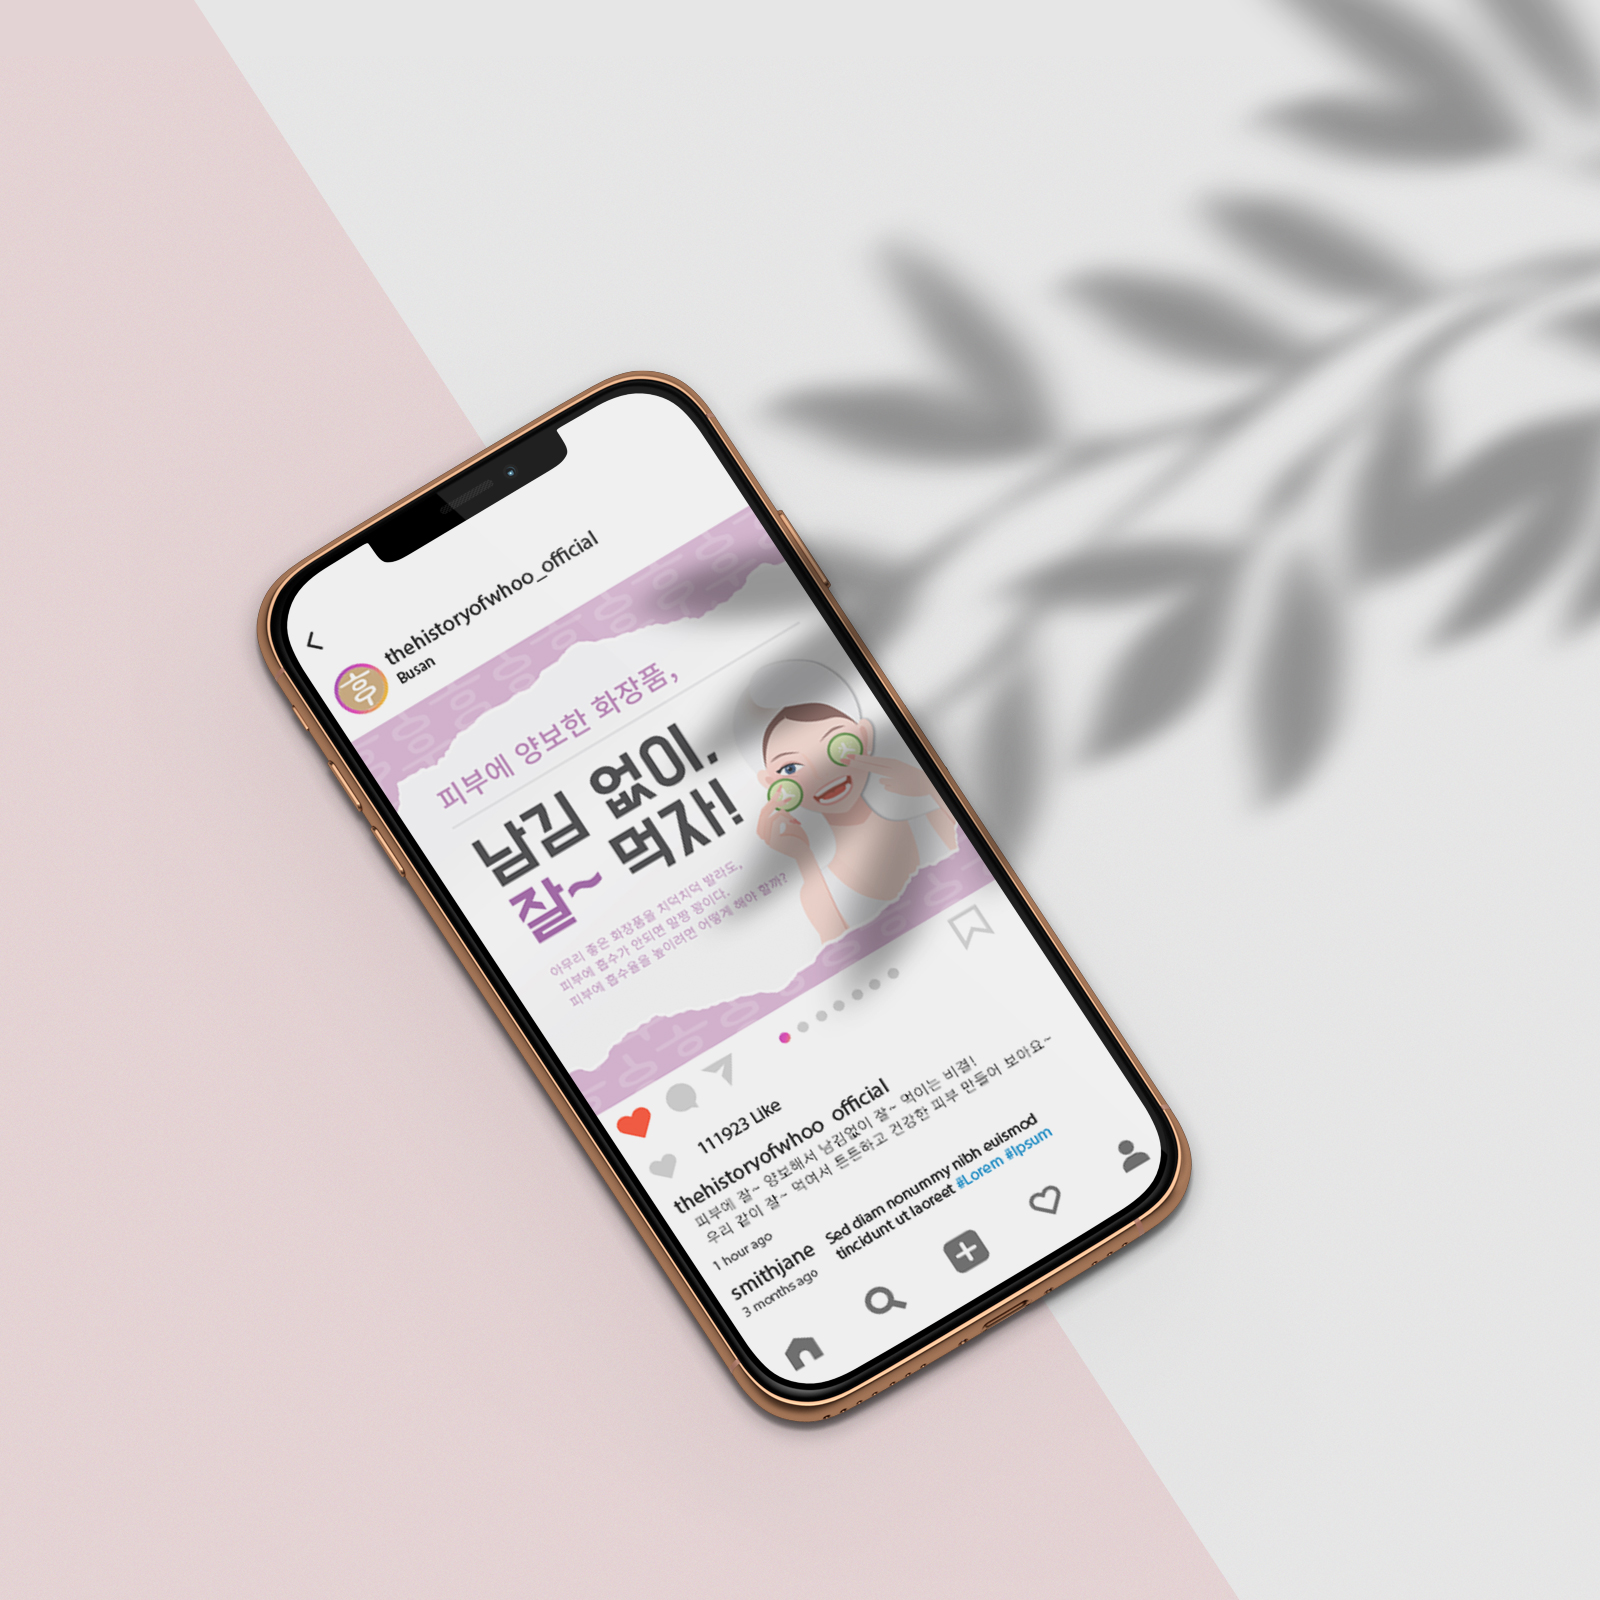 thehistoryofwhoo_official
Busan
후
피부에 양보한 화장품,
남김 없이.
잘~ 먹자!
아무리 좋은 화장품을 치덕치덕 발라도,
피부에 흡수가 안되면 말짱 꽝이다.
피부에 흡수율을 높이려면 어떻게 해야 할까?
111923 Like
thehistoryofwhoo_official
피부에 잘~ 양보해서 남김없이 잘~ 먹이는 비결!
우리 같이 잘~ 먹여서 튼튼하고 건강한 피부 만들어 보아요~
1 hour ago
smithjane Sed diam nonummy nibh euismod
tincidunt ut laoreet #Lorem #Ipsum
3 months ago